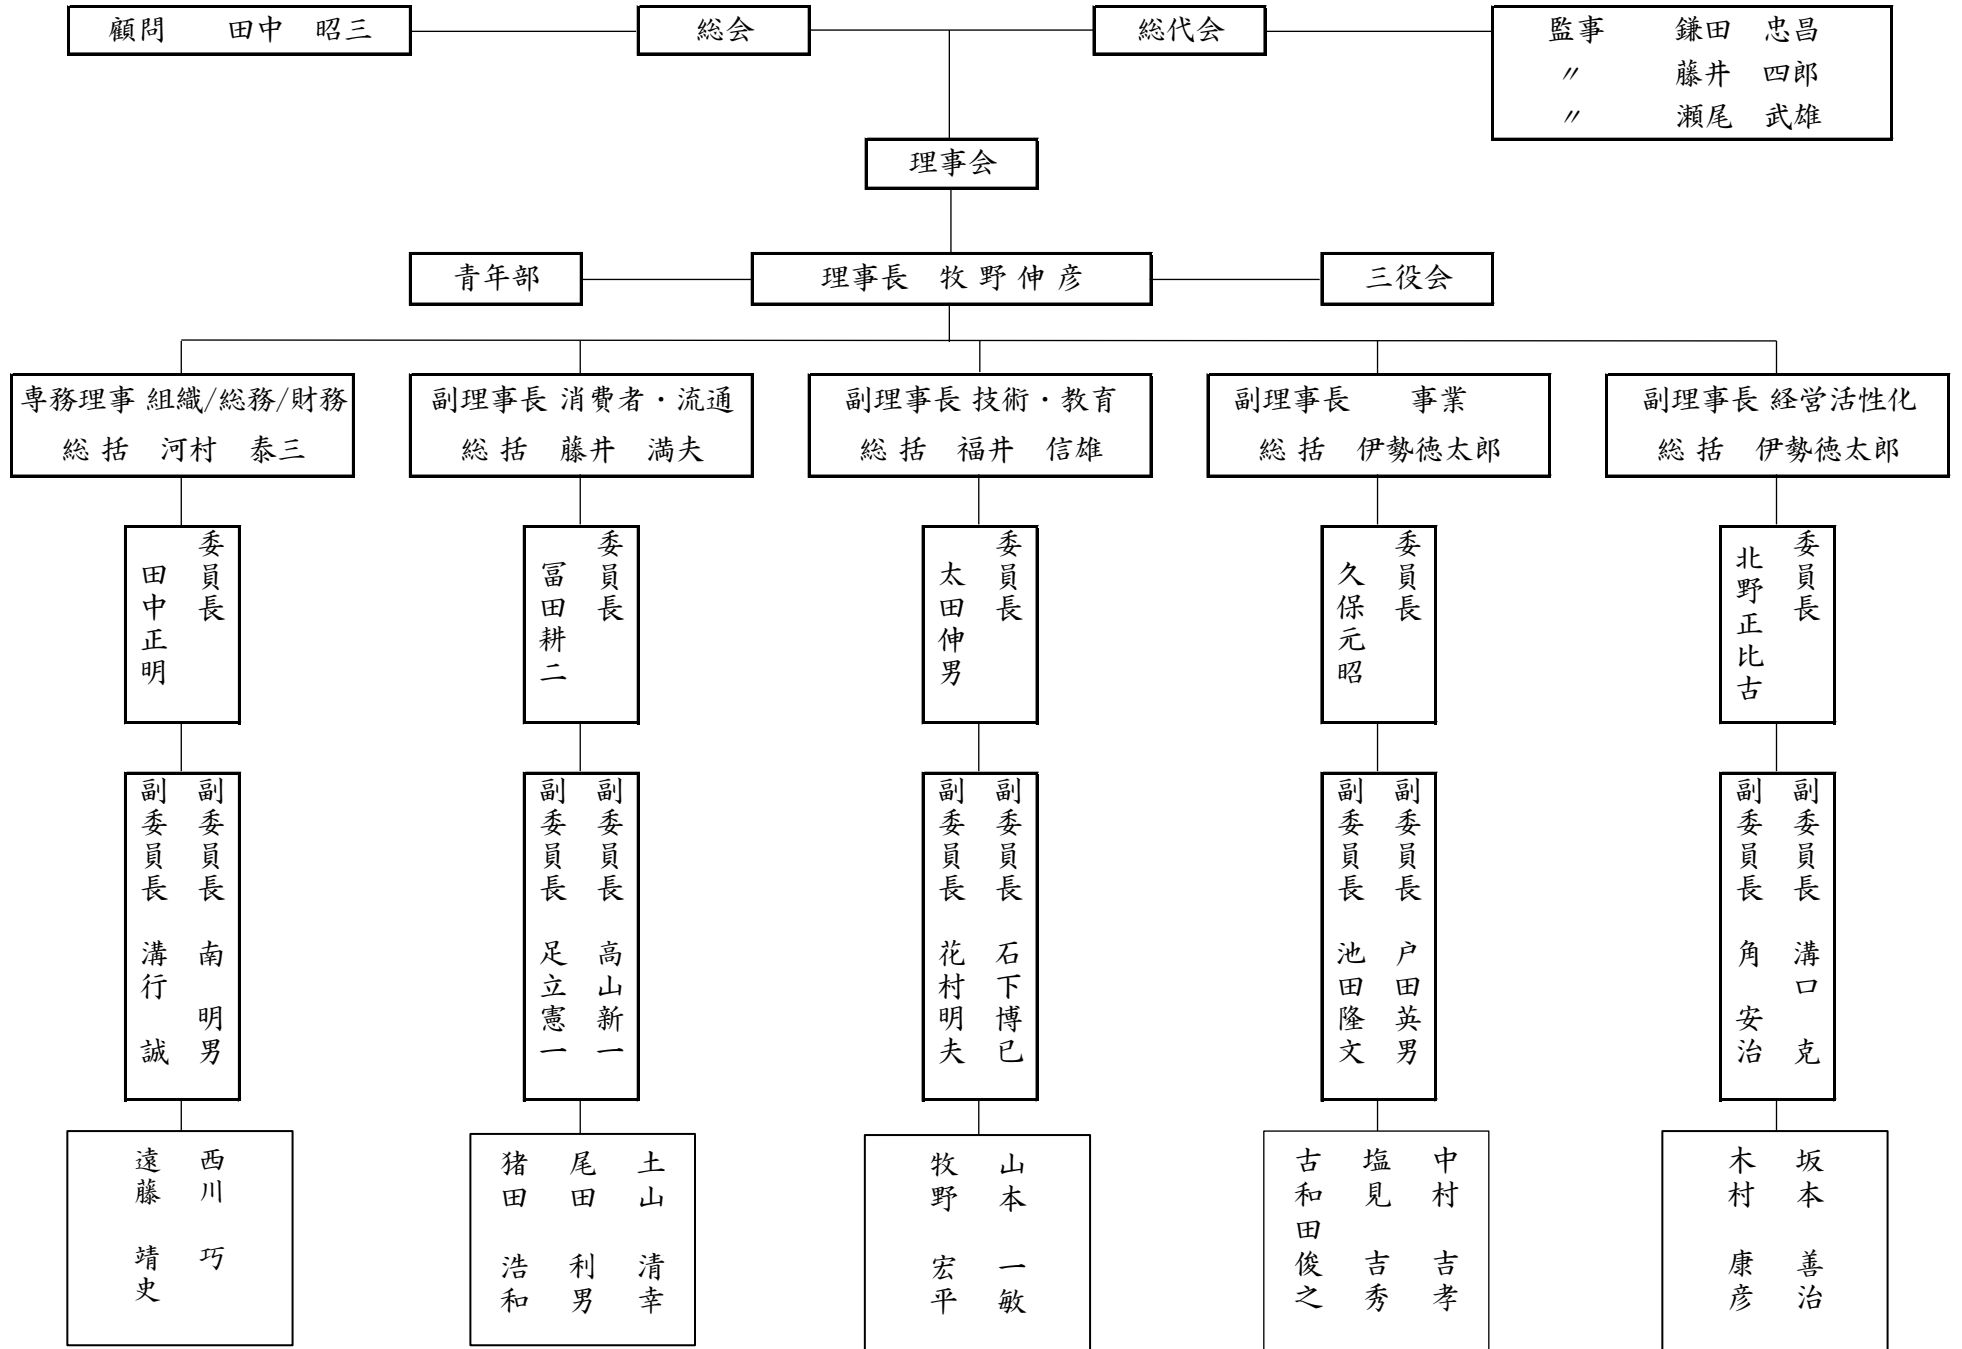 顧問 田中 昭三
総会
総代会
監事 鎌田 忠昌
〃 藤井 四郎
〃 瀬尾 武雄
理事会
青年部
理事長 牧野伸彦
三役会
専務理事 組織/総務/財務
総括 河村 泰三
副理事長 消費者・流通
総括 藤井 満夫
副理事長 技術・教育
総括 福井 信雄
副理事長 事業
総括 伊勢徳太郎
副理事長 経営活性化
総括 伊勢徳太郎
委員長
田中正明
委員長
冨田耕二
委員長
太田伸男
委員長
久保元昭
委員長
北野正比古
副委員長 南 明男
副委員長 溝行 誠
副委員長 高山新一
副委員長 足立憲一
副委員長 石下博已
副委員長 花村明夫
副委員長 戸田英男
副委員長 池田隆文
副委員長 溝口 克
副委員長 角 安治
西川 巧
遠藤 靖史
土山 清幸
尾田 利男
猪田 浩和
山本 一敏
牧野 宏平
中村 吉孝
塩見 吉秀
古和田俊之
坂本 善治
木村 康彦